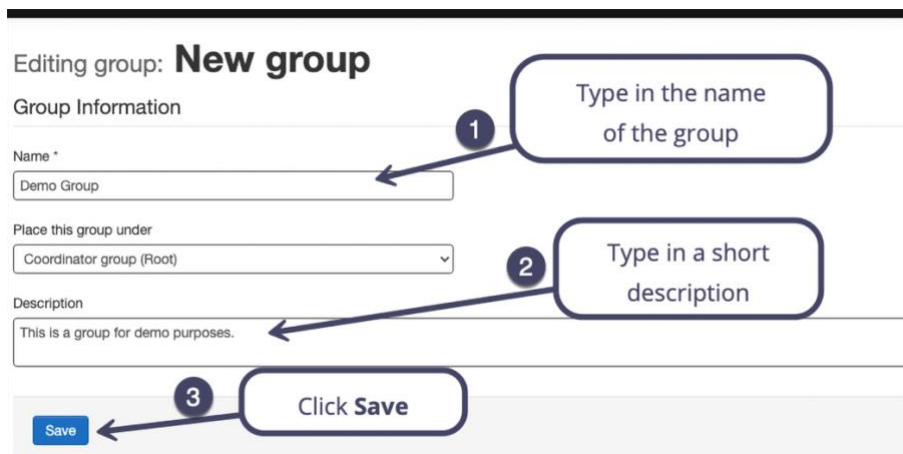 Editing group: New group
Group Information
Type in the name
of the group
1
Name *
Demo Group
Place this group under
Coordinator group (Root)
2
Type in a short
description
Description
This is a group for demo purposes.
3
Click Save
Save